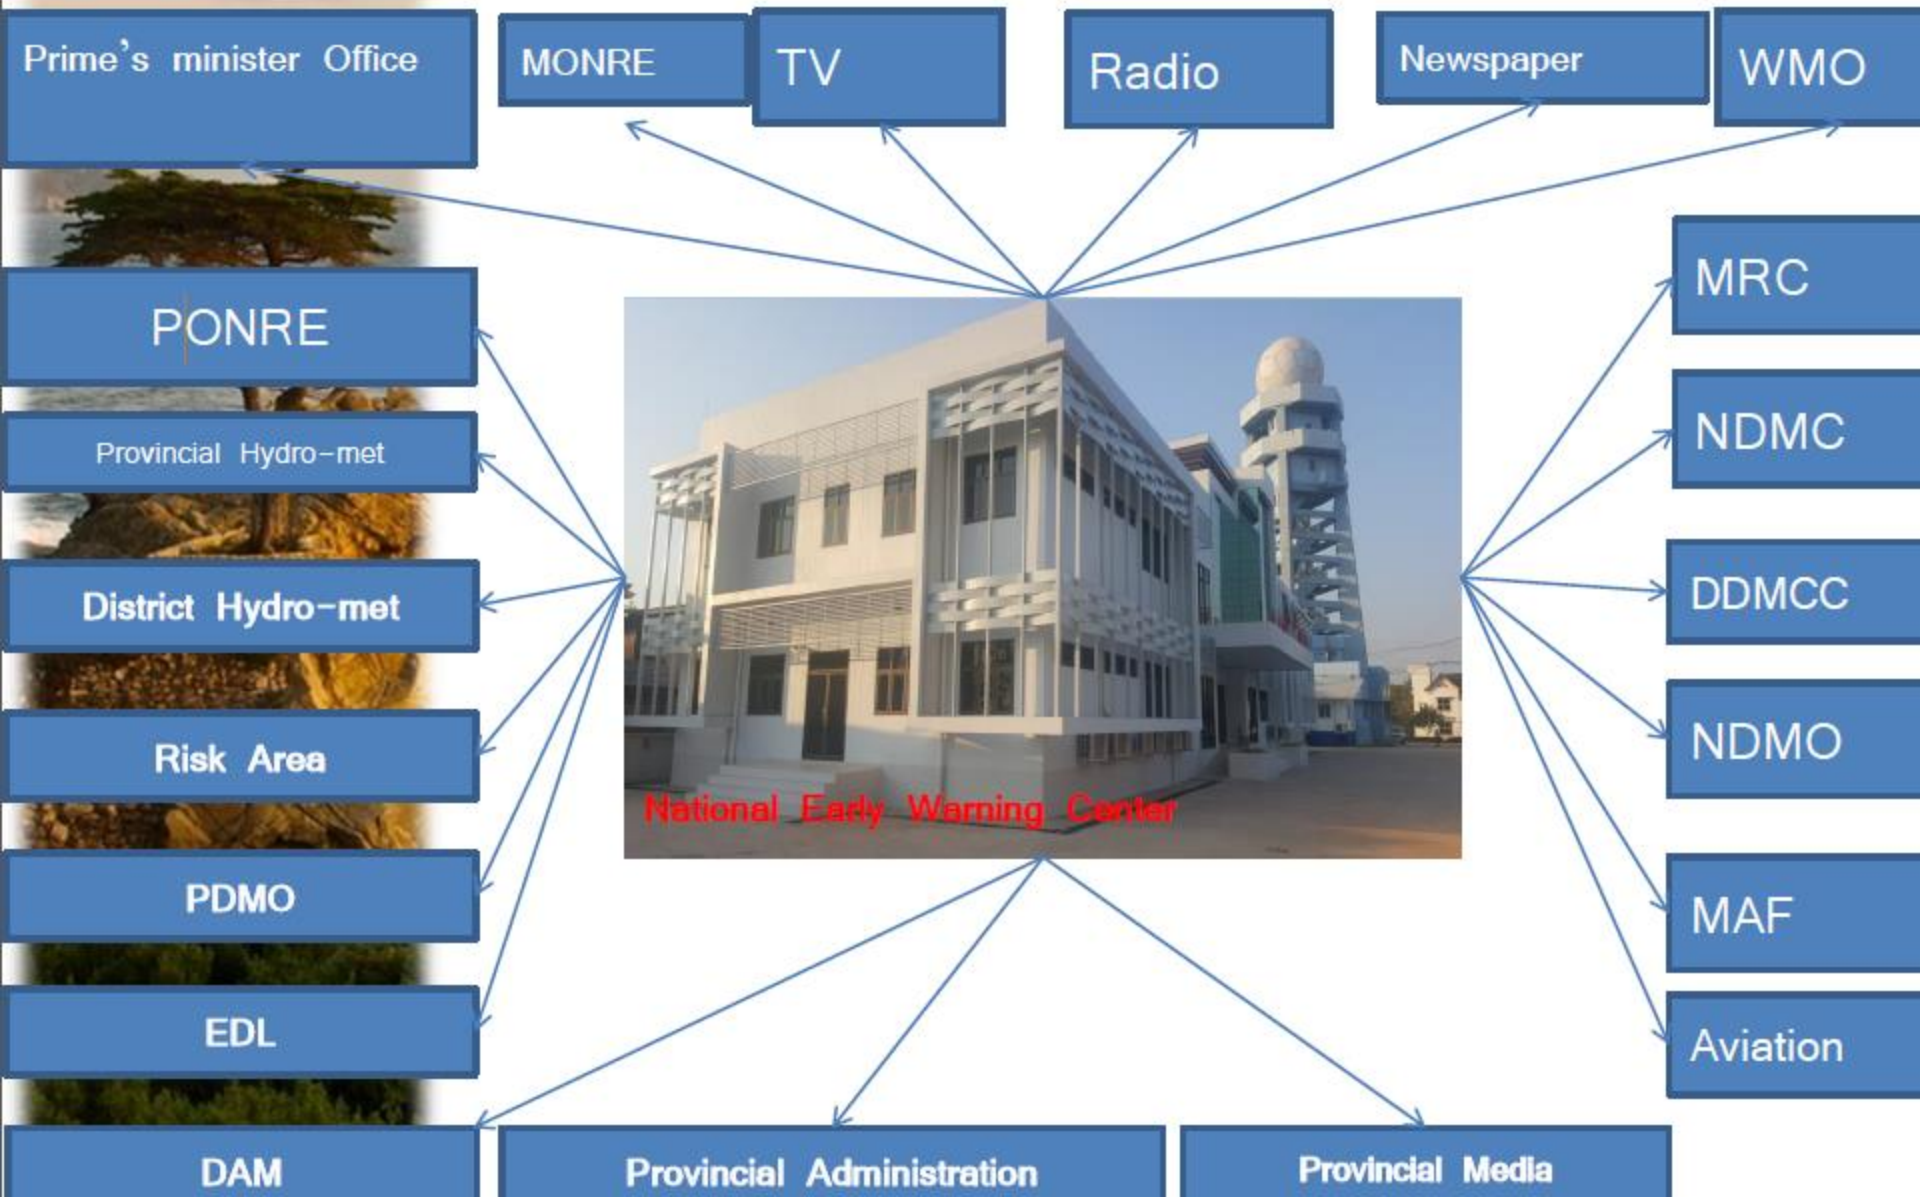 Prime’s minister Office
MONRE
TV
Radio
Newspaper
WMO
PONRE
Provincial Hydro-met
District Hydro-met
Risk Area
PDMO
EDL
DAM
National Early Warning Center
MRC
NDMC
DDMCC
NDMO
MAF
Aviation
Provincial Administration
Provincial Media